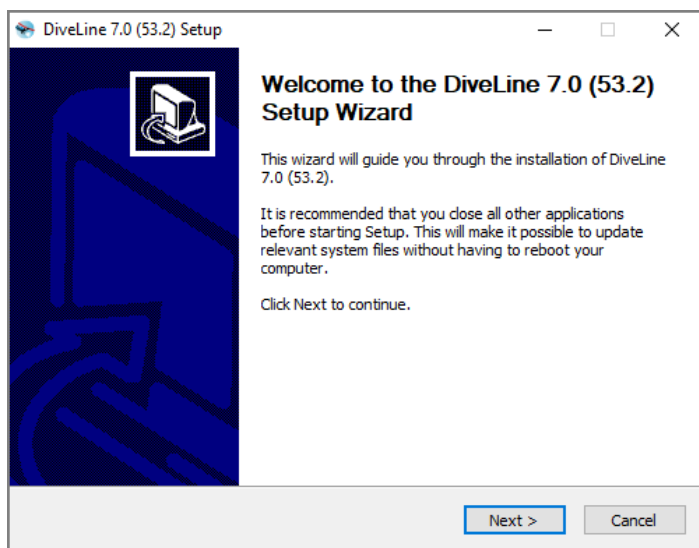 DiveLine 7.0 (53.2) Setup
Welcome to the DiveLine 7.0 (53.2)
Setup Wizard
This wizard will guide you through the installation of DiveLine
7.0 (53.2).
It is recommended that you close all other applications
before starting Setup. This will make it possible to update
relevant system files without having to reboot your
computer.
Click Next to continue.
Next >
Cancel